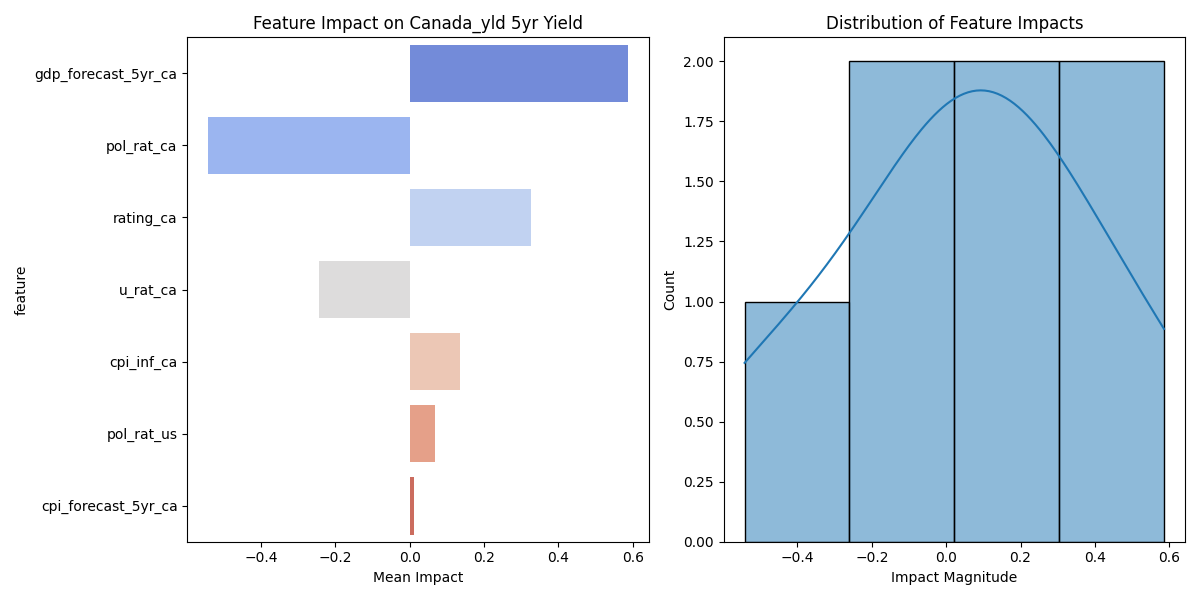 Feature Impact on Canada_yld 5yr Yield
feature
gdp_forecast_5yr_ca
pol_rat_ca
rating_ca
u_rat_ca
cpi_inf_ca
pol_rat_us
cpi_forecast_5yr_ca
−0.4 −0.2 0.0 0.2 0.4 0.6
Mean Impact
Distribution of Feature Impacts
Count
2.00
1.75
1.50
1.25
1.00
0.75
0.50
0.25
0.00
−0.4 −0.2 0.0 0.2 0.4 0.6
Impact Magnitude